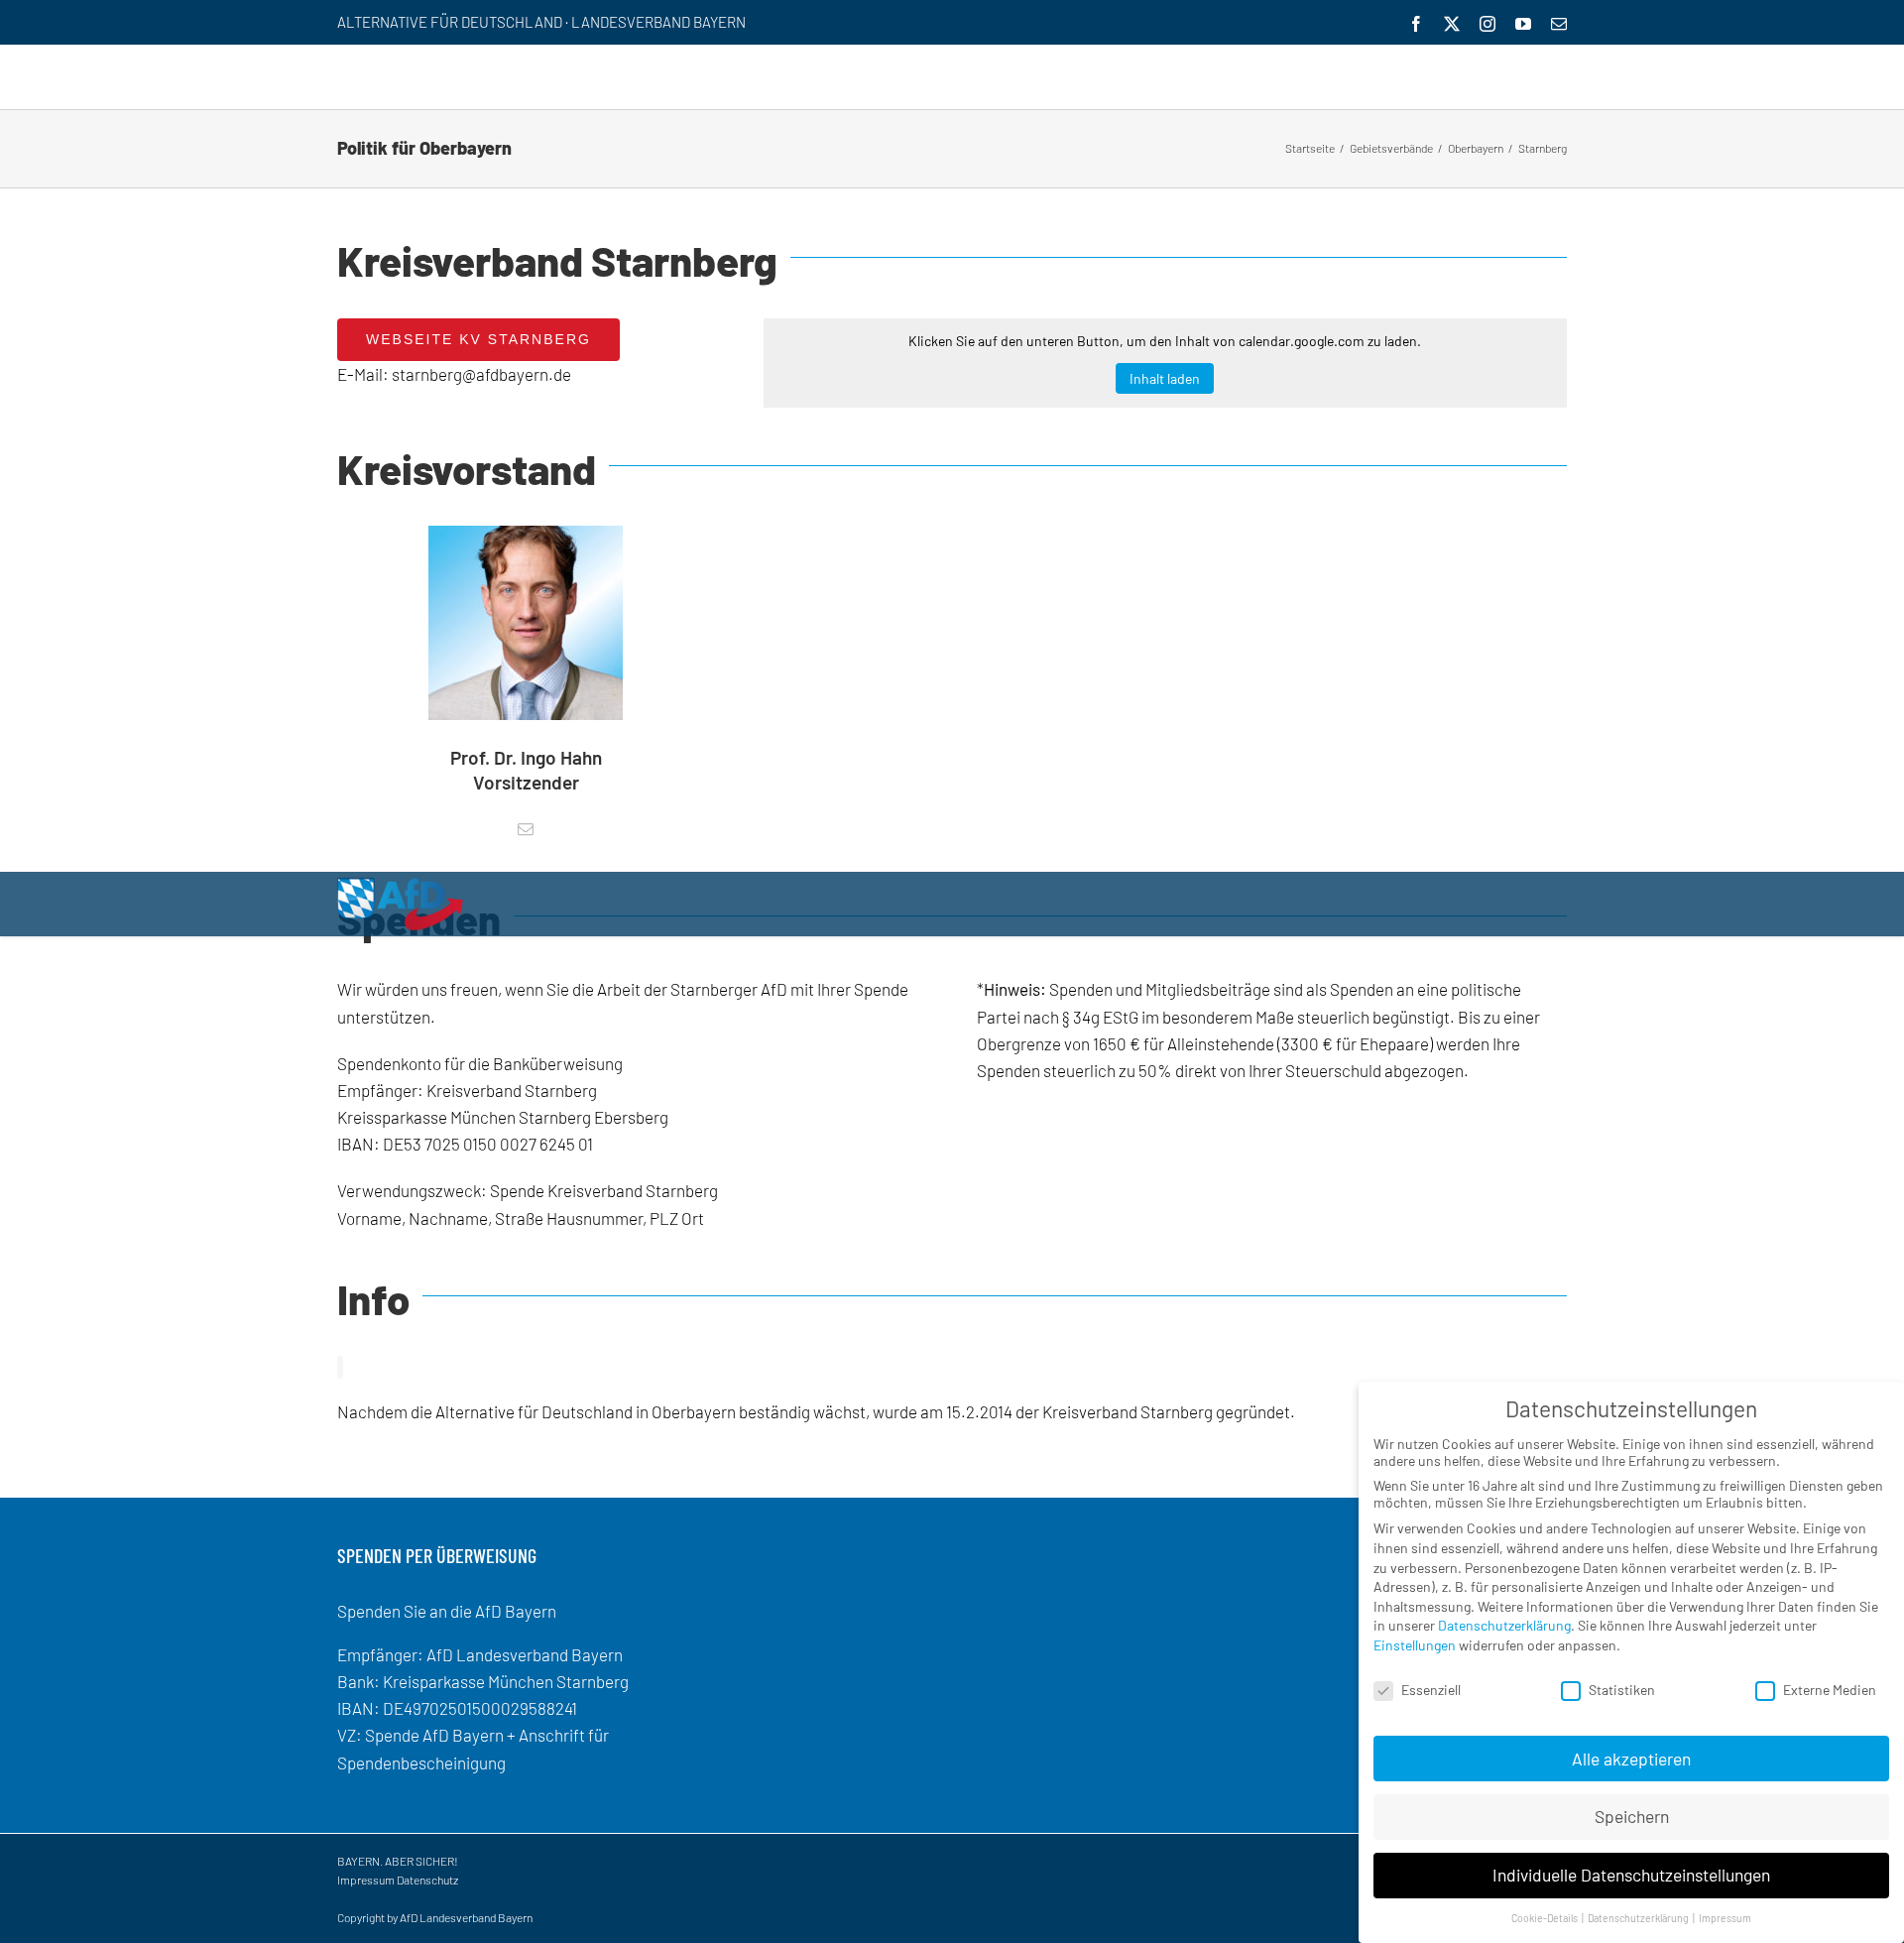 ALTERNATIVE FÜR DEUTSCHLAND · LANDESVERBAND BAYERN
Politik für Oberbayern
Startseite / Gebietsverbände / Oberbayern / Starnberg
Kreisverband Starnberg
WEBSEITE KV STARNBERG
E-Mail: starnberg@afdbayern.de
Klicken Sie auf den unteren Button, um den Inhalt von calendar.google.com zu laden.
Inhalt laden
Kreisvorstand
Prof. Dr. Ingo Hahn
Vorsitzender
AfD
Spenden
Wir würden uns freuen, wenn Sie die Arbeit der Starnberger AfD mit Ihrer Spende
unterstützen.
Spendenkonto für die Banküberweisung
Empfänger: Kreisverband Starnberg
Kreissparkasse München Starnberg Ebersberg
IBAN: DE53 7025 0150 0027 6245 01
Verwendungszweck: Spende Kreisverband Starnberg
Vorname, Nachname, Straße Hausnummer, PLZ Ort
*Hinweis: Spenden und Mitgliedsbeiträge sind als Spenden an eine politische
Partei nach § 34g EStG im besonderem Maße steuerlich begünstigt. Bis zu einer
Obergrenze von 1650 € für Alleinstehende (3300 € für Ehepaare) werden Ihre
Spenden steuerlich zu 50% direkt von Ihrer Steuerschuld abgezogen.
Info
Nachdem die Alternative für Deutschland in Oberbayern beständig wächst, wurde am 15.2.2014 der Kreisverband Starnberg gegründet.
SPENDEN PER ÜBERWEISUNG
Spenden Sie an die AfD Bayern
Empfänger: AfD Landesverband Bayern
Bank: Kreisparkasse München Starnberg
IBAN: DE49702501500029588241
VZ: Spende AfD Bayern + Anschrift für
Spendenbescheinigung
BAYERN. ABER SICHER!
Impressum Datenschutz
Copyright by AfD Landesverband Bayern
Datenschutzeinstellungen
Wir nutzen Cookies auf unserer Website. Einige von ihnen sind essenziell, während
andere uns helfen, diese Website und Ihre Erfahrung zu verbessern.
Wenn Sie unter 16 Jahre alt sind und Ihre Zustimmung zu freiwilligen Diensten geben
möchten, müssen Sie Ihre Erziehungsberechtigten um Erlaubnis bitten.
Wir verwenden Cookies und andere Technologien auf unserer Website. Einige von
ihnen sind essenziell, während andere uns helfen, diese Website und Ihre Erfahrung
zu verbessern. Personenbezogene Daten können verarbeitet werden (z. B. IP-
Adressen), z. B. für personalisierte Anzeigen und Inhalte oder Anzeigen- und
Inhaltsmessung. Weitere Informationen über die Verwendung Ihrer Daten finden Sie
in unserer Datenschutzerklärung. Sie können Ihre Auswahl jederzeit unter
Einstellungen widerrufen oder anpassen.
Essenziell
Statistiken
Externe Medien
Alle akzeptieren
Speichern
Individuelle Datenschutzeinstellungen
Cookie-Details | Datenschutzerklärung | Impressum